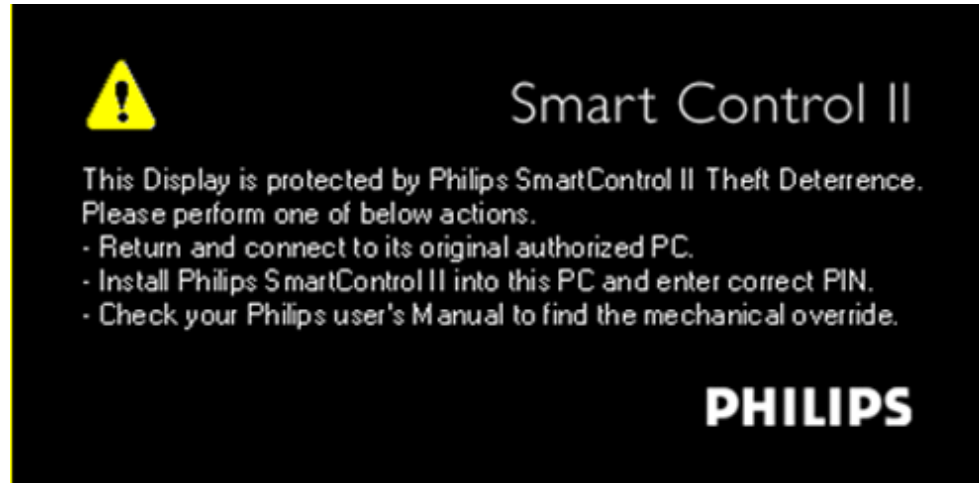 Smart Control II
This Display is protected by Philips SmartControl II Theft Deterrence.
Please perform one of below actions.
- Return and connect to its original authorized PC.
- Install Philips SmartControl II into this PC and enter correct PIN.
- Check your Philips user's Manual to find the mechanical override.
PHILIPS